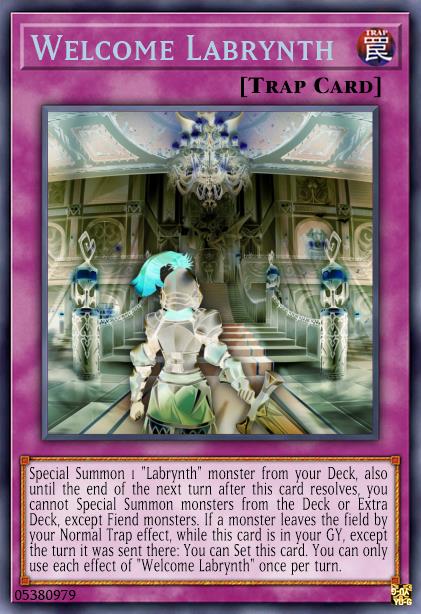 Welcome Labrynth
TRAP
罠
[Trap Card]
Special Summon 1 "Labrynth" monster from your Deck, also
until the end of the next turn after this card resolves, you
cannot Special Summon monsters from the Deck or Extra
Deck, except Fiend monsters. If a monster leaves the field by
your Normal Trap effect, while this card is in your GY, except
the turn it was sent there: You can Set this card. You can only
use each effect of "Welcome Labrynth" once per turn.
05380979